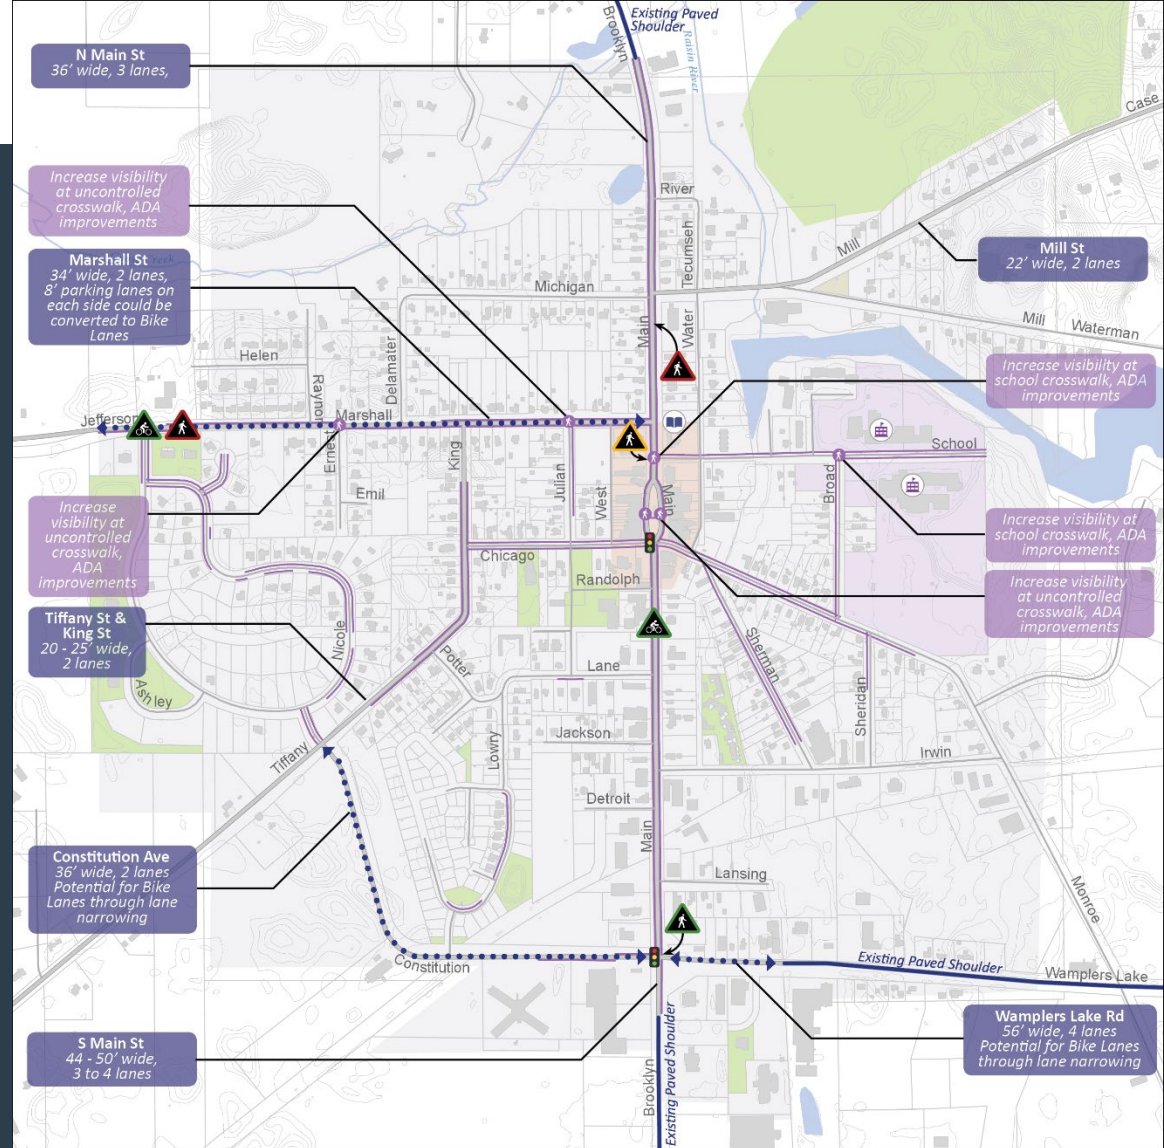 Existing Paved
Shoulder
Brooklyn
Raisin River
N Main St
36' wide, 3 lanes,
Case
Increase visibility
at uncontrolled
crosswalk, ADA
improvements
River
Tecumseh
Mill
Mill St
22' wide, 2 lanes
Marshall St
34' wide, 2 lanes,
8' parking lanes on
each side could be
converted to Bike
Lanes
Michigan
Main
Water
Mill
Waterman
Helen
Delamater
Raynor
Increase visibility at
school crosswalk, ADA
improvements
Jefferson
Marshall
Ernest
King
Julian
West
Main
School
Broad
Emil
Increase
visibility at
uncontrolled
crosswalk,
ADA
improvements
Increase visibility at
school crosswalk, ADA
improvements
Chicago
Randolph
Increase visibility
at uncontrolled
crosswalk, ADA
improvements
Tiffany St &
King St
20 - 25' wide,
2 lanes
Nicole
Potter
Sherman
Lane
Ashley
Sheridan
Tiffany
Lowry
Jackson
Irwin
Detroit
Main
Constitution Ave
36' wide, 2 lanes
Potential for Bike
Lanes through lane
narrowing
Lansing
Monroe
Constitution
Existing Paved Shoulder
Wamplers Lake
S Main St
44 - 50' wide,
3 to 4 lanes
Brooklyn
Existing Paved Shoulder
Wamplers Lake Rd
56' wide, 4 lanes
Potential for Bike Lanes
through lane narrowing